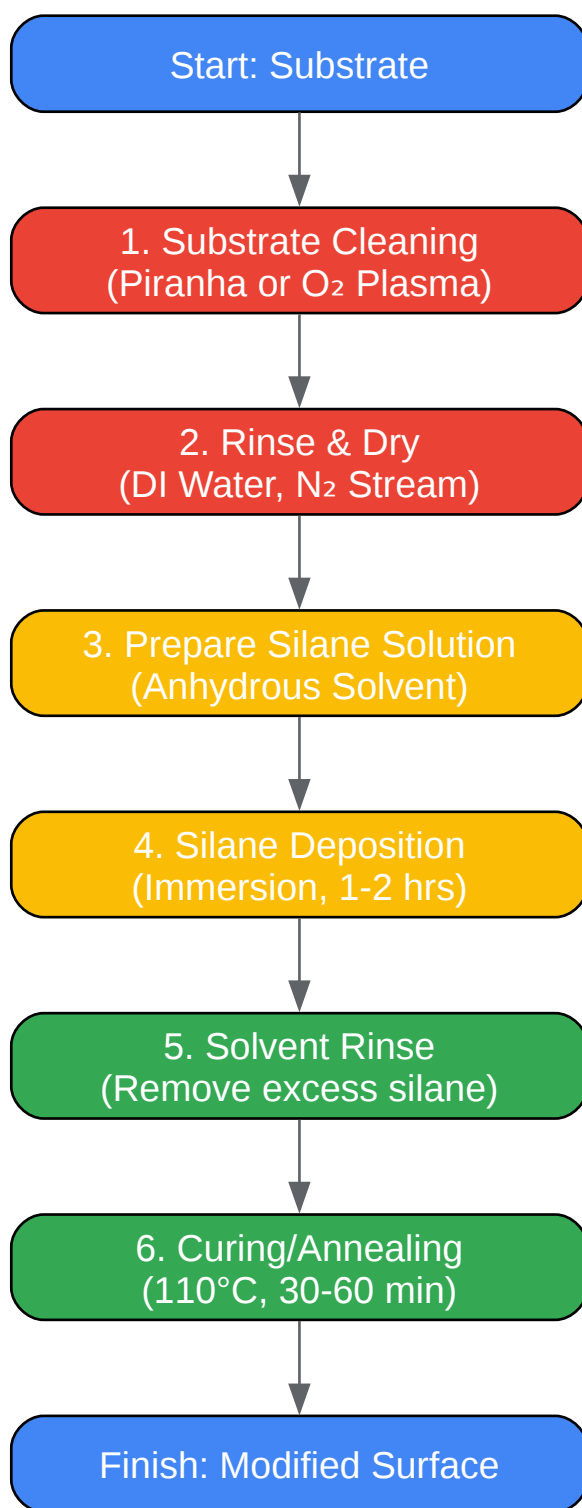 Start: Substrate
1. Substrate Cleaning
(Piranha or O₂ Plasma)
2. Rinse & Dry
(DI Water, N₂ Stream)
3. Prepare Silane Solution
(Anhydrous Solvent)
4. Silane Deposition
(Immersion, 1-2 hrs)
5. Solvent Rinse
(Remove excess silane)
6. Curing/Annealing
(110°C, 30-60 min)
Finish: Modified Surface